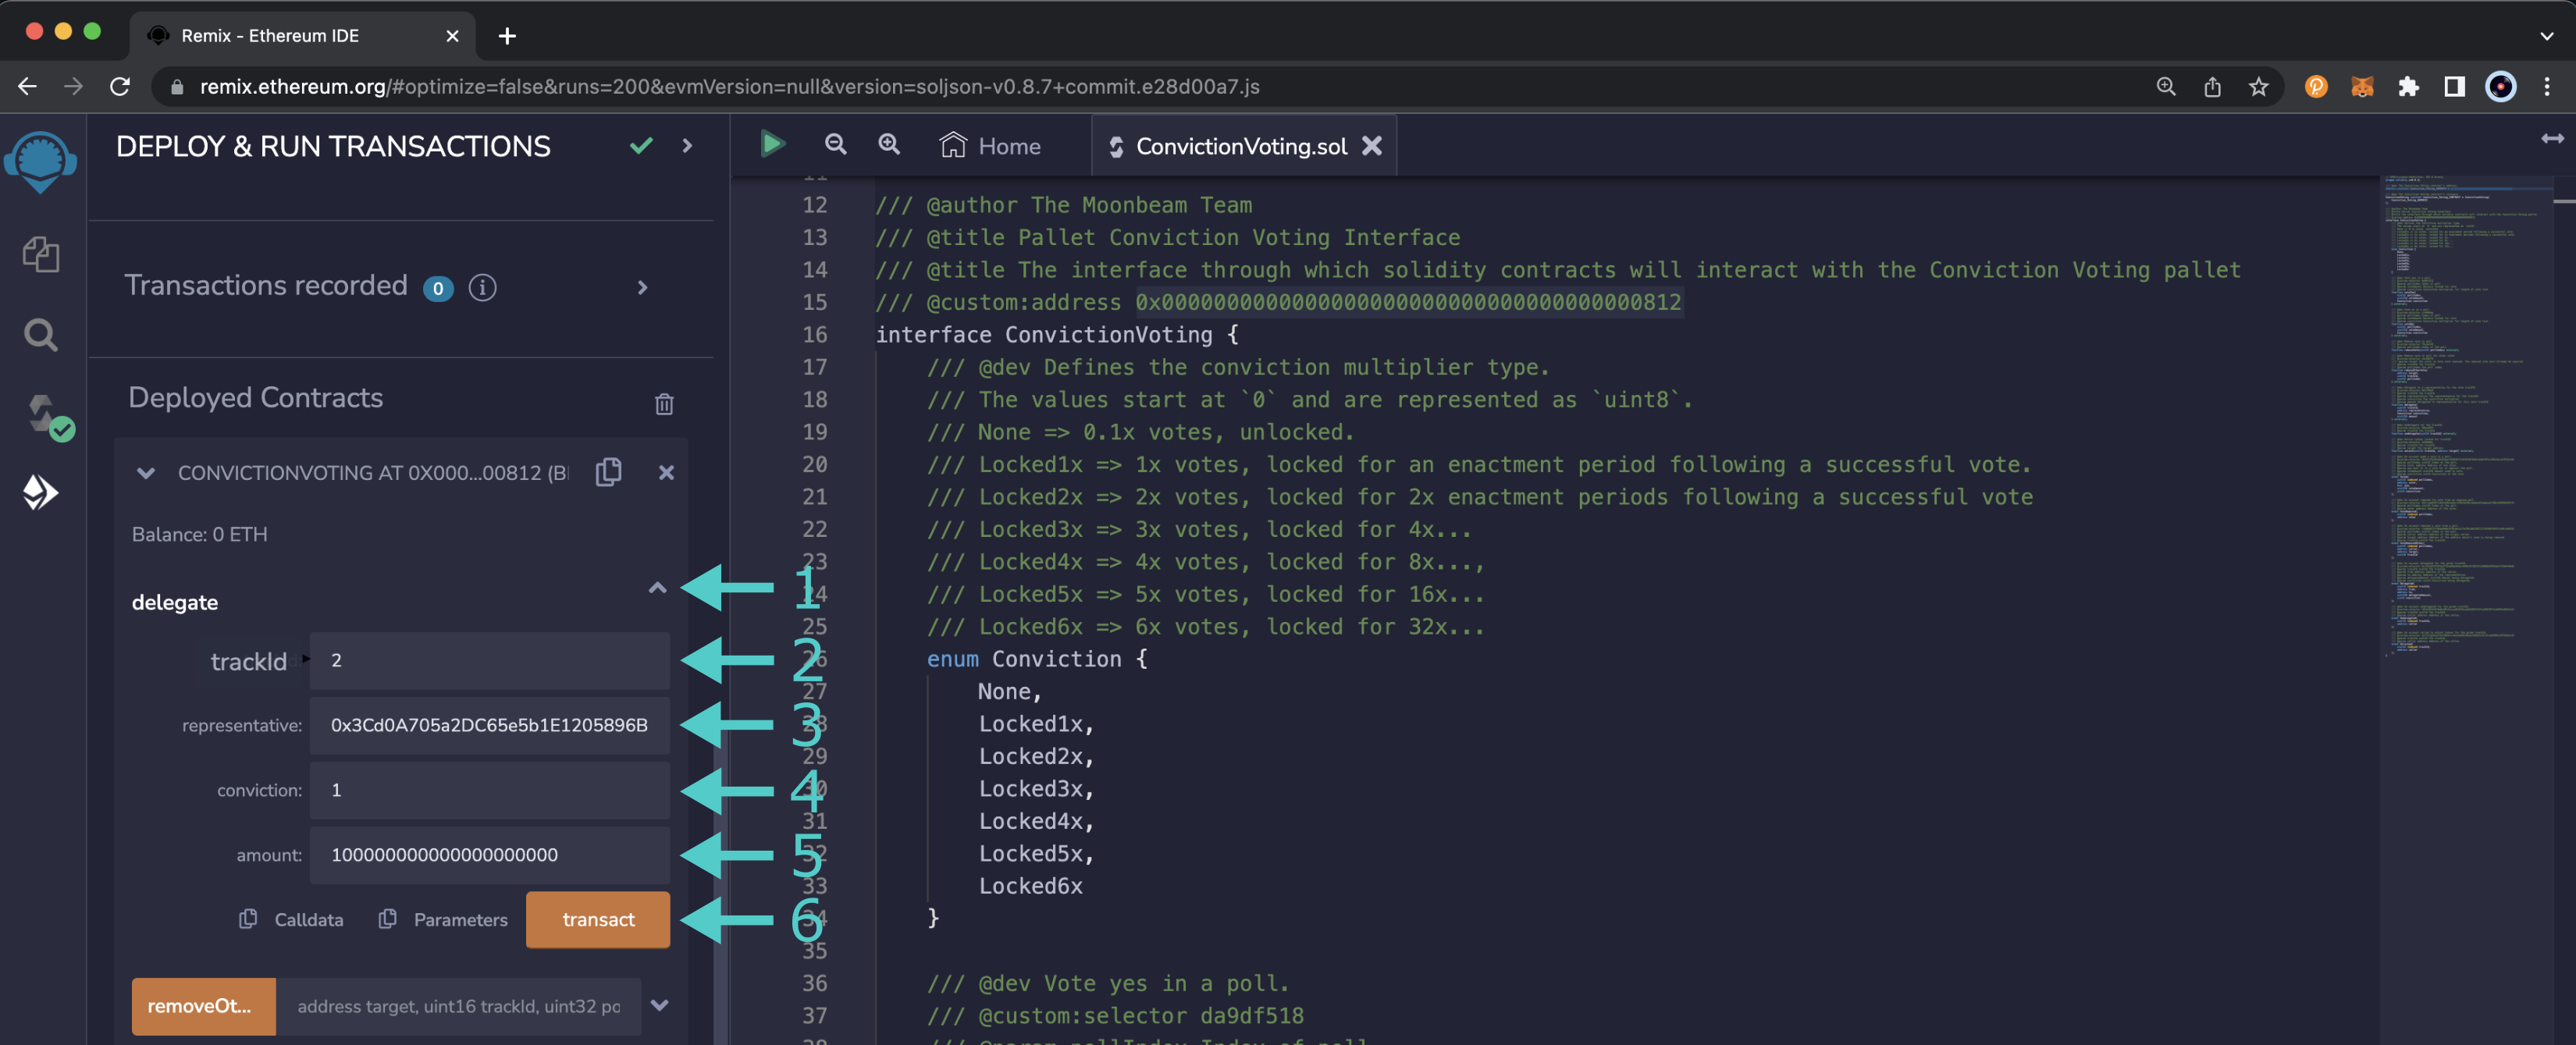 Remix - Ethereum IDE
remix.ethereum.org/#optimize=false&runs=200&evmVersion=null&version=soljson-v0.8.7+commit.e28d00a7.js
DEPLOY & RUN TRANSACTIONS
Transactions recorded 0 i
Deployed Contracts
CONVICTIONVOTING AT 0X000...00812 (B
Balance: 0 ETH
delegate
1
trackId 2
2
representative: 0x3Cd0A705a2DC65e5b1E1205896B
3
conviction: 1
4
amount: 100000000000000000000
5
Calldata Parameters transact
6
removeOt... address target, uint16 trackId, uint32 po
Home ConvictionVoting.sol
12 /// @author The Moonbeam Team
13 /// @title Pallet Conviction Voting Interface
14 /// @title The interface through which solidity contracts will interact with the Conviction Voting pallet
15 /// @custom:address 0x0000000000000000000000000000000000000812
16 interface ConvictionVoting {
17 /// @dev Defines the conviction multiplier type.
18 /// The values start at `0` and are represented as `uint8`.
19 /// None => 0.1x votes, unlocked.
20 /// Locked1x => 1x votes, locked for an enactment period following a successful vote.
21 /// Locked2x => 2x votes, locked for 2x enactment periods following a successful vote
22 /// Locked3x => 3x votes, locked for 4x...
23 /// Locked4x => 4x votes, locked for 8x...,
24 /// Locked5x => 5x votes, locked for 16x...
25 /// Locked6x => 6x votes, locked for 32x...
26 enum Conviction {
27 None,
28 Locked1x,
29 Locked2x,
30 Locked3x,
31 Locked4x,
32 Locked5x,
33 Locked6x
34 }
35
36 /// @dev Vote yes in a poll.
37 /// @custom:selector da9df518